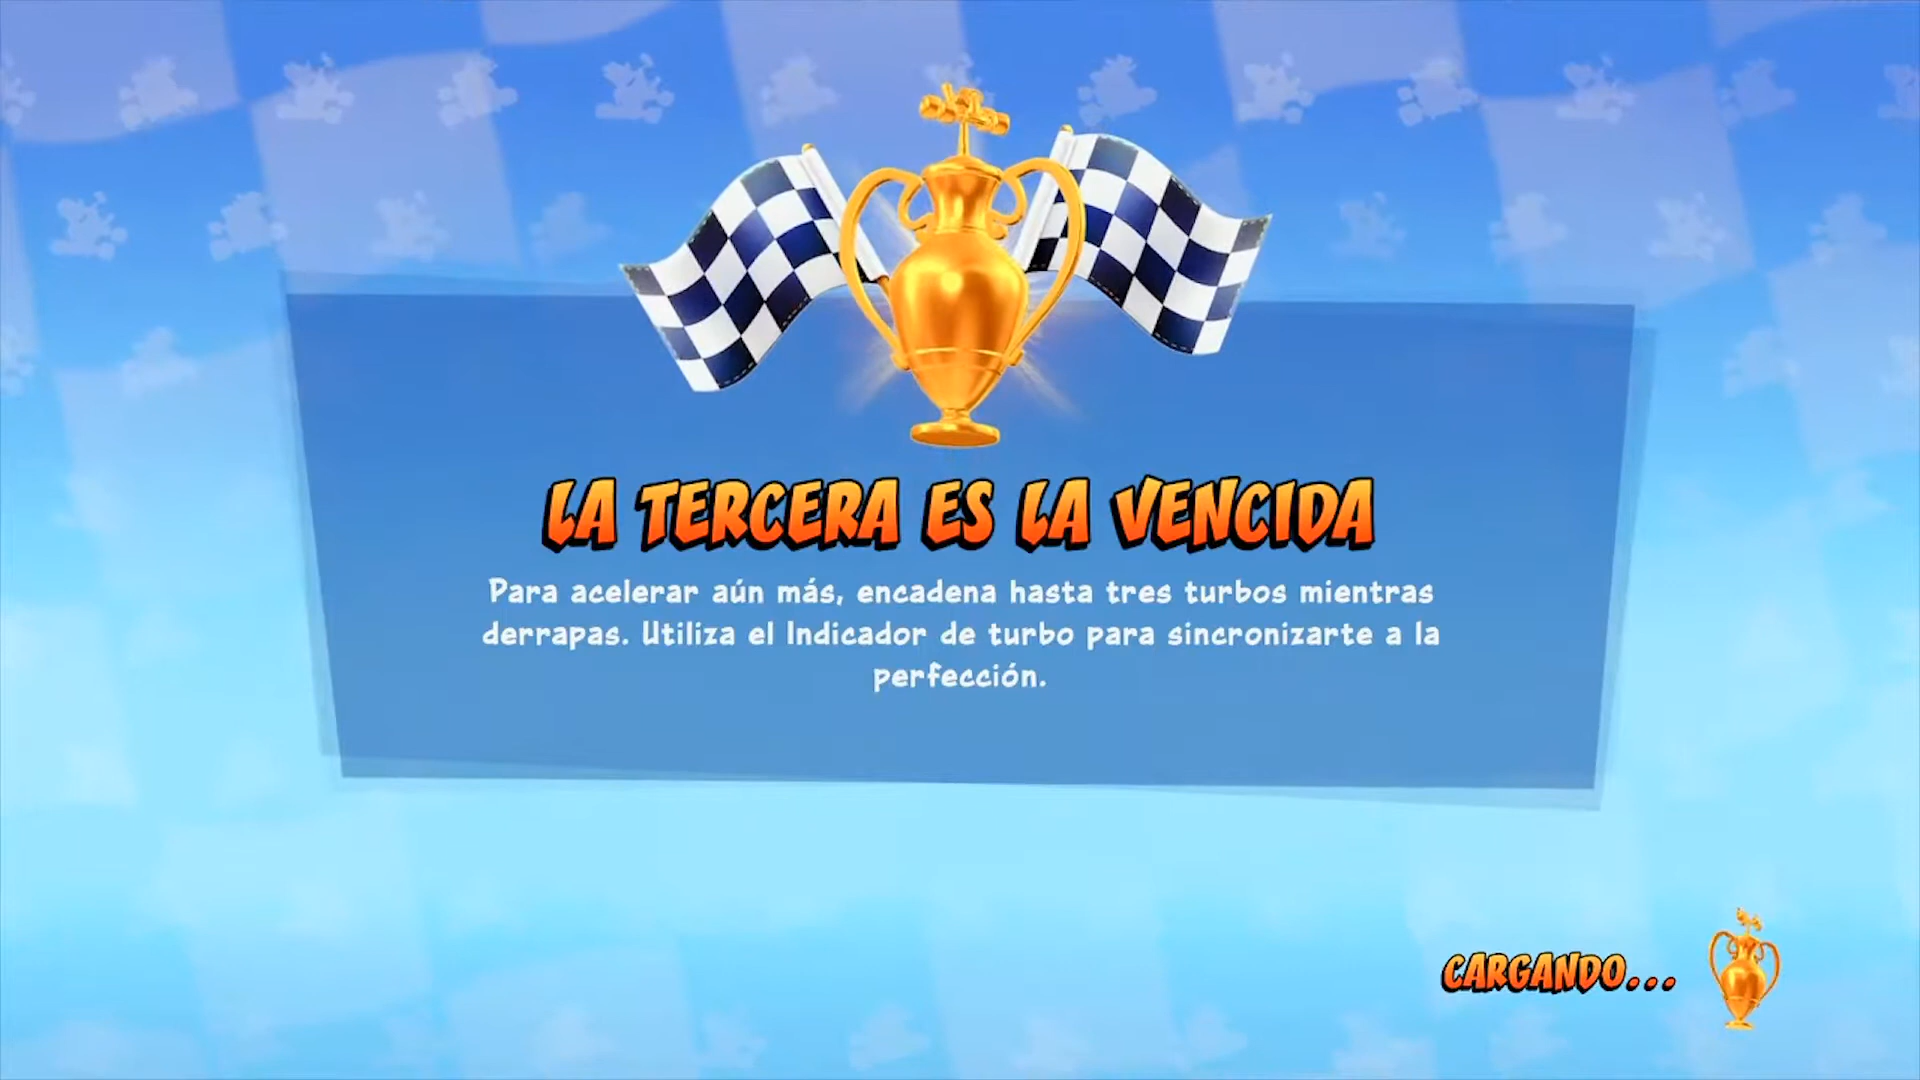 LA TERCERA ES LA VENCIDA
Para acelerar aún más, encadena hasta tres turbos mientras
derrapas. Utiliza el Indicador de turbo para sincronizarte a la
perfección.
CARGANDO...